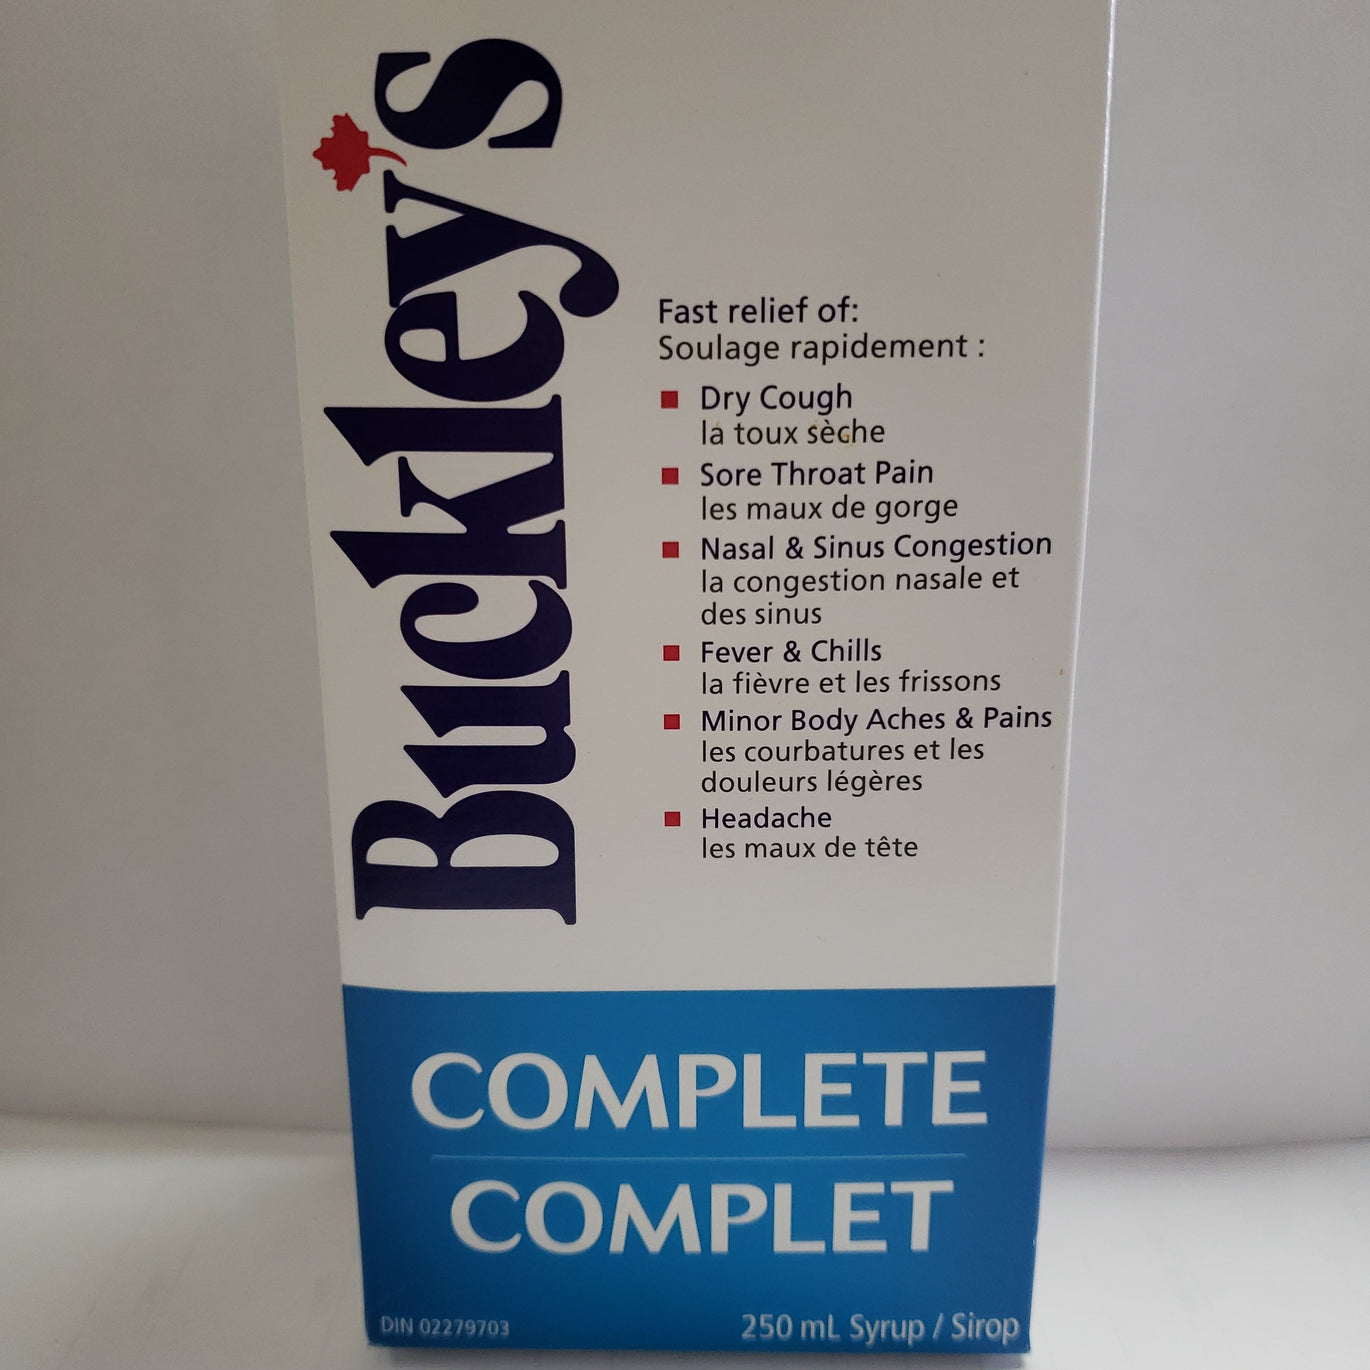 Buckley's
Fast relief of:
Soulage rapidement :
Dry Cough
la toux sèche
Sore Throat Pain
les maux de gorge
Nasal & Sinus Congestion
la congestion nasale et
des sinus
Fever & Chills
la fièvre et les frissons
Minor Body Aches & Pains
les courbatures et les
douleurs légères
Headache
les maux de tête
COMPLETE
COMPLET
DIN 02279703
250 mL Syrup / Sirop